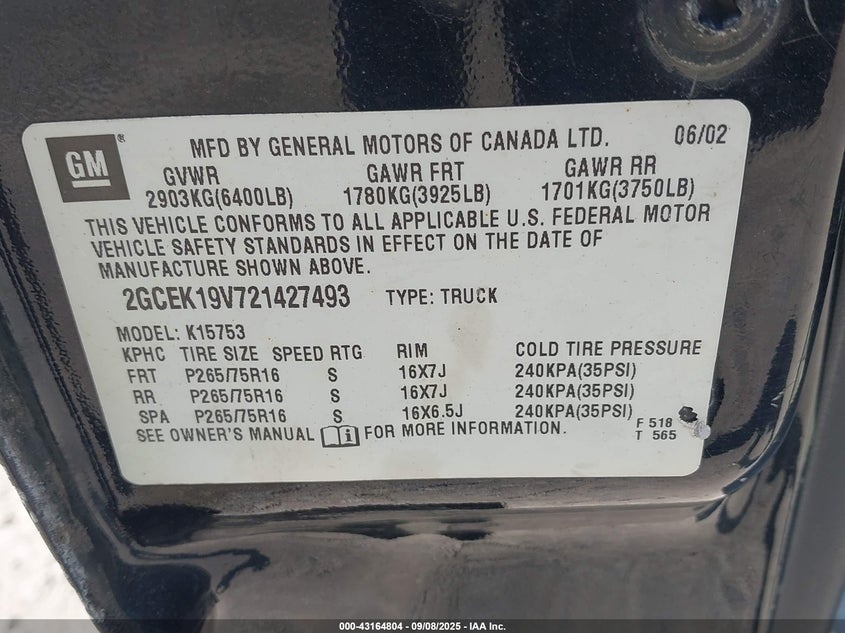 GM ®
MFD BY GENERAL MOTORS OF CANADA LTD. 06/02
GVWR GAWR FRT GAWR RR
2903KG(6400LB) 1780KG(3925LB) 1701KG(3750LB)
THIS VEHICLE CONFORMS TO ALL APPLICABLE U.S. FEDERAL MOTOR
VEHICLE SAFETY STANDARDS IN EFFECT ON THE DATE OF
MANUFACTURE SHOWN ABOVE.
2GCEK19V721427493 TYPE: TRUCK
MODEL: K15753
KPHC TIRE SIZE SPEED RTG RIM COLD TIRE PRESSURE
FRT P265/75R16 S 16X7J 240KPA(35PSI)
RR P265/75R16 S 16X7J 240KPA(35PSI)
SPA P265/75R16 S 16X6.5J 240KPA(35PSI)
SEE OWNER'S MANUAL i FOR MORE INFORMATION.
F 518
T 565
000-43164804 - 09/08/2025 - IAA Inc.